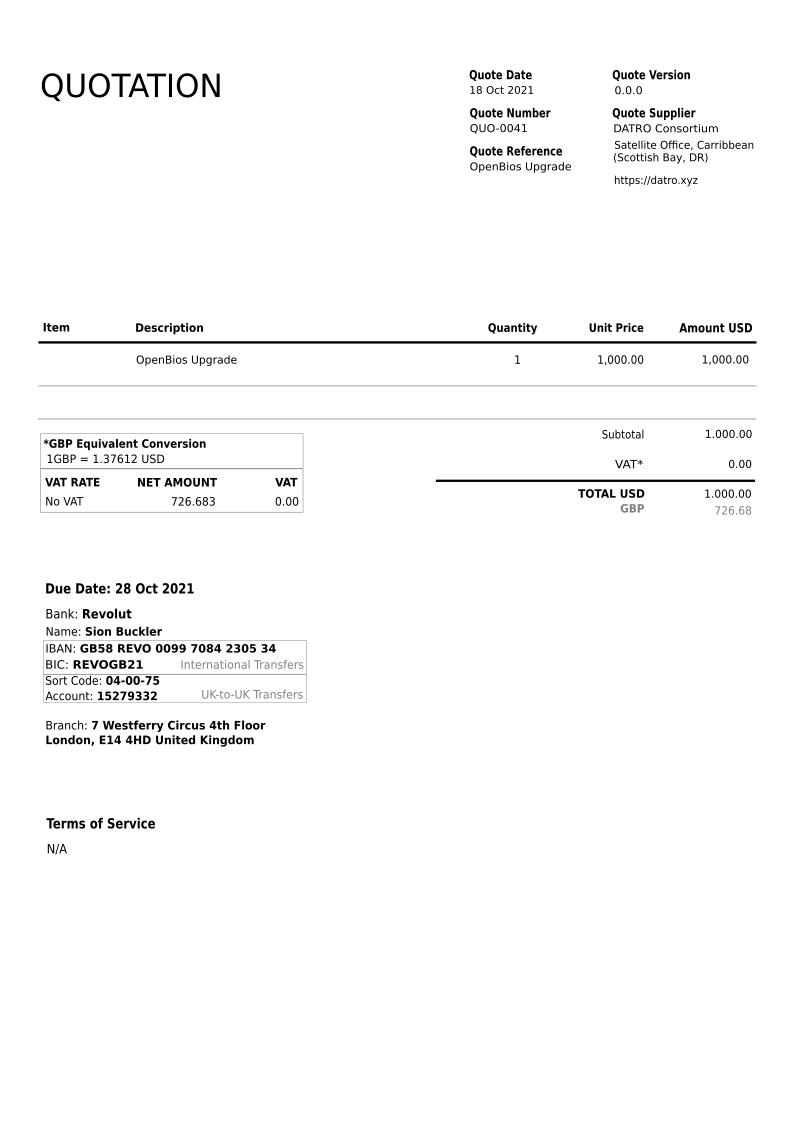 QUOTATION
Quote Date
18 Oct 2021
Quote Number
QUO-0041
Quote Reference
OpenBios Upgrade
Quote Version
0.0.0
Quote Supplier
DATRO Consortium
Satellite Office, Carribbean
(Scottish Bay, DR)
https://datro.xyz
Item Description Quantity Unit Price Amount USD
OpenBios Upgrade 1 1,000.00 1,000.00
*GBP Equivalent Conversion
1GBP = 1.37612 USD
VAT RATE NET AMOUNT VAT
No VAT 726.683 0.00
Subtotal 1.000.00
VAT* 0.00
TOTAL USD 1.000.00
GBP 726.68
Due Date: 28 Oct 2021
Bank: Revolut
Name: Sion Buckler
IBAN: GB58 REVO 0099 7084 2305 34
BIC: REVOGB21 International Transfers
Sort Code: 04-00-75
Account: 15279332 UK-to-UK Transfers
Branch: 7 Westferry Circus 4th Floor
London, E14 4HD United Kingdom
Terms of Service
N/A